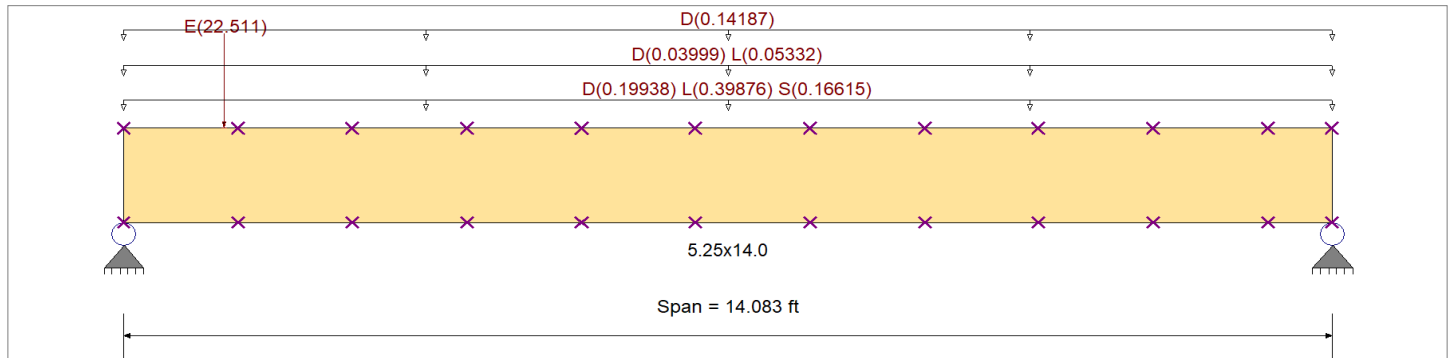 D(0.14187)
E(22.511)
D(0.03999) L(0.05332)
D(0.19938) L(0.39876) S(0.16615)
5.25x14.0
Span = 14.083 ft